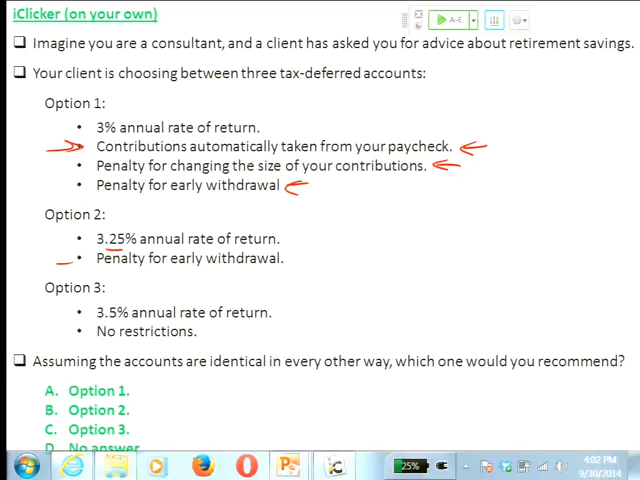 iClicker (on your own)
A-E
❑ Imagine you are a consultant, and a client has asked you for advice about retirement savings.
❑ Your client is choosing between three tax-deferred accounts:
Option 1:
• 3% annual rate of return.
• Contributions automatically taken from your paycheck.
• Penalty for changing the size of your contributions.
• Penalty for early withdrawal
Option 2:
• 3.25% annual rate of return.
• Penalty for early withdrawal.
Option 3:
• 3.5% annual rate of return.
• No restrictions.
❑ Assuming the accounts are identical in every other way, which one would you recommend?
A. Option 1.
B. Option 2.
C. Option 3.
D. No answer
25%
4:02 PM
9/30/2014